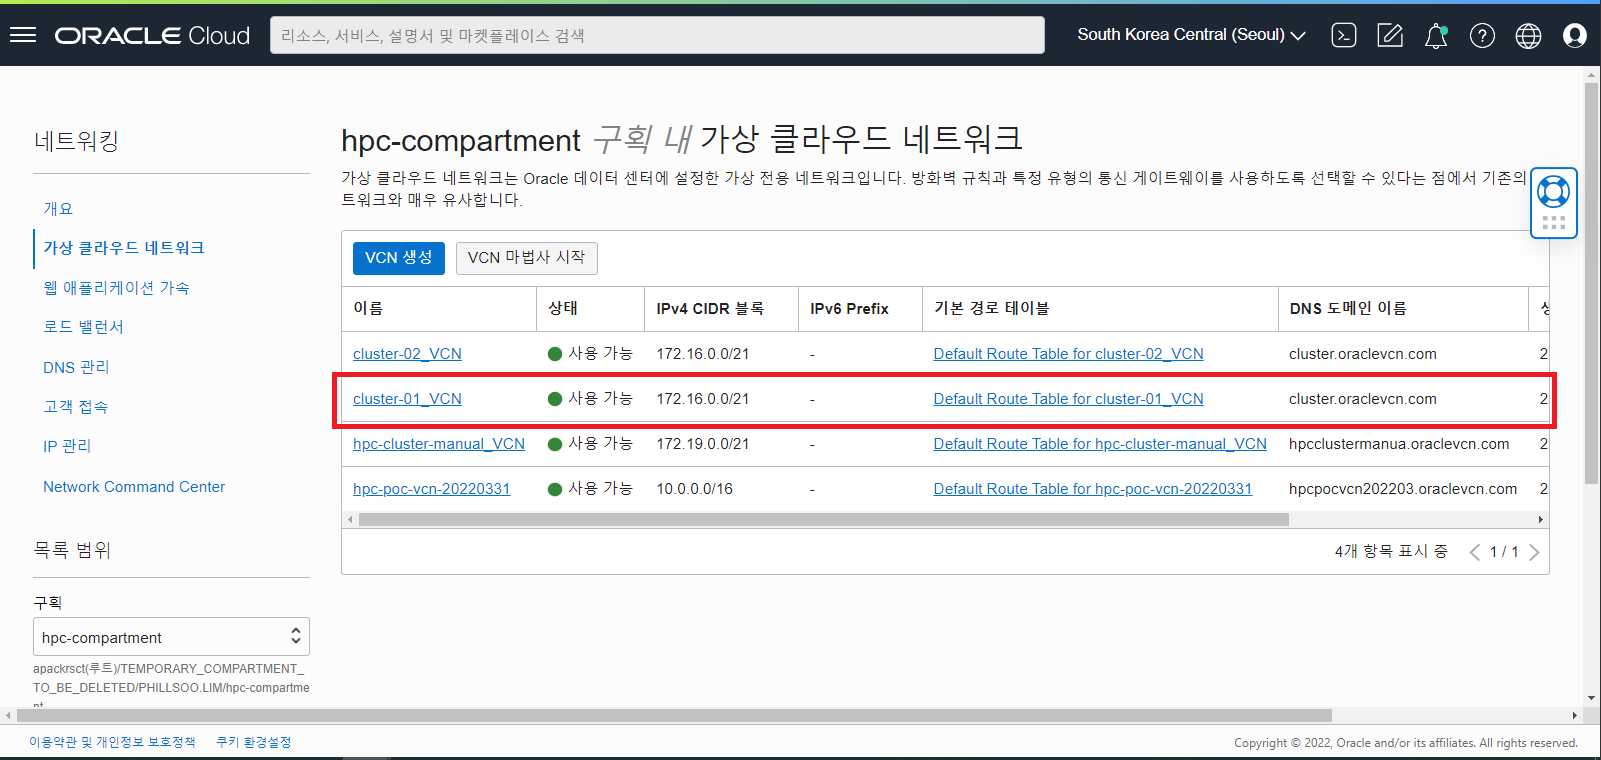 ORACLE Cloud
리소스, 서비스, 설명서 및 마켓플레이스 검색
South Korea Central (Seoul)
네트워킹
개요
가상 클라우드 네트워크
웹 애플리케이션 가속
로드 밸런서
DNS 관리
고객 접속
IP 관리
Network Command Center
목록 범위
구획
hpc-compartment
apackrsct(루트)/TEMPORARY_COMPARTMENT_
TO_BE_DELETED/PHILLSOO.LIM/hpc-compartme
nt
hpc-compartment 구획 내 가상 클라우드 네트워크
가상 클라우드 네트워크는 Oracle 데이터 센터에 설정한 가상 전용 네트워크입니다. 방화벽 규칙과 특정 유형의 통신 게이트웨이를 사용하도록 선택할 수 있다는 점에서 기존의
트워크와 매우 유사합니다.
VCN 생성 VCN 마법사 시작
이름 상태 IPv4 CIDR 블록 IPv6 Prefix 기본 경로 테이블 DNS 도메인 이름
cluster-02_VCN 사용 가능 172.16.0.0/21 - Default Route Table for cluster-02_VCN cluster.oraclevcn.com 2
cluster-01_VCN 사용 가능 172.16.0.0/21 - Default Route Table for cluster-01_VCN cluster.oraclevcn.com 2
hpc-cluster-manual_VCN 사용 가능 172.19.0.0/21 - Default Route Table for hpc-cluster-manual_VCN hpcclustermanua.oraclevcn.com 2
hpc-poc-vcn-20220331 사용 가능 10.0.0.0/16 - Default Route Table for hpc-poc-vcn-20220331 hpcpocvcn202203.oraclevcn.com 2
4개 항목 표시 중 1 / 1
이용약관 및 개인정보 보호정책 쿠키 환경설정
Copyright © 2022, Oracle and/or its affiliates. All rights reserved.